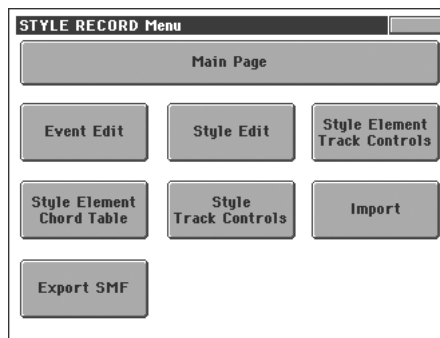 STYLE RECORD Menu
Main Page
Event Edit
Style Edit
Style Element
Track Controls
Style Element
Chord Table
Style
Track Controls
Import
Export SMF